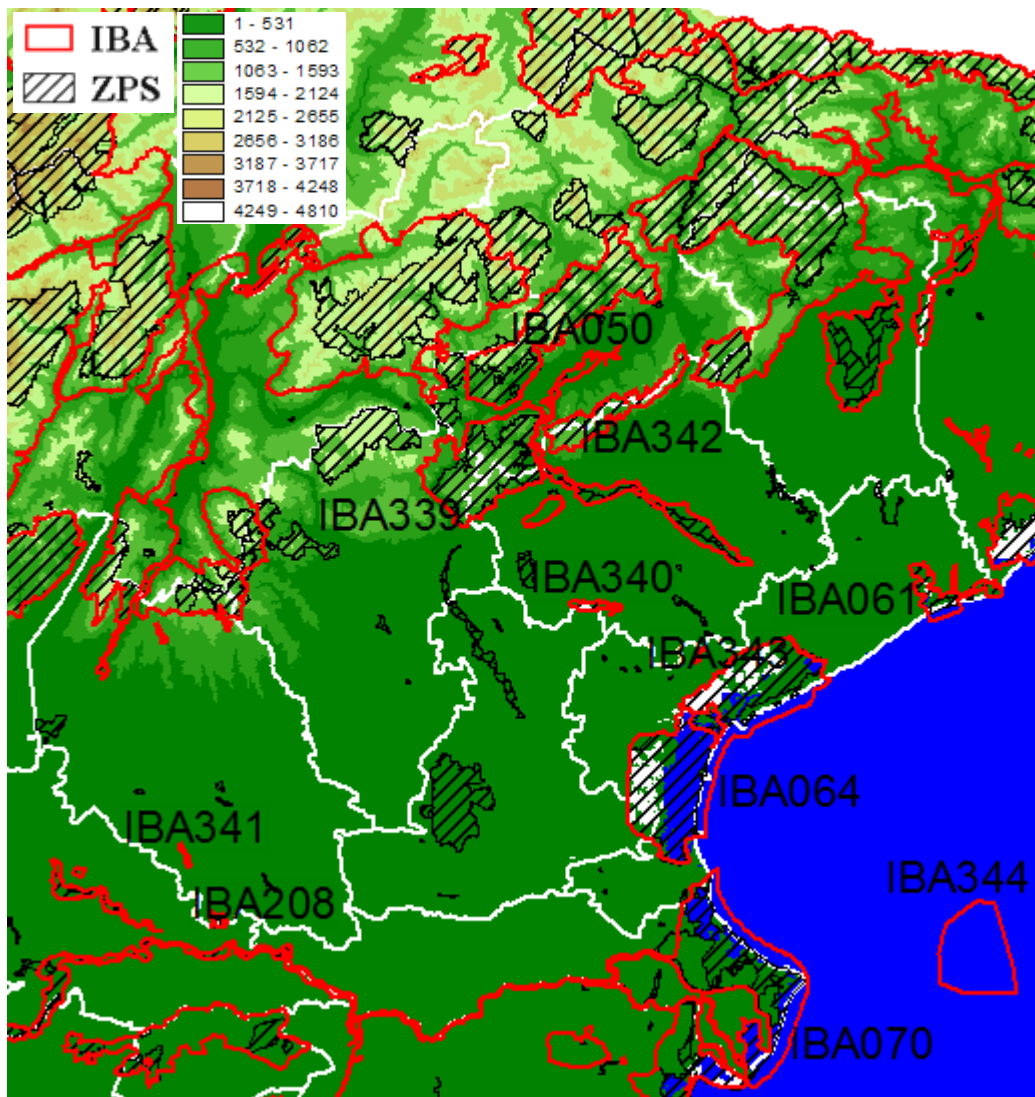 IBA
ZPS
1 - 531
532 - 1062
1063 - 1593
1594 - 2124
2125 - 2655
2656 - 3186
3187 - 3717
3718 - 4248
4249 - 4810
IBA050
IBA342
IBA339
IBA340
IBA061
IBA343
IBA064
IBA341
IBA344
IBA208
IBA070